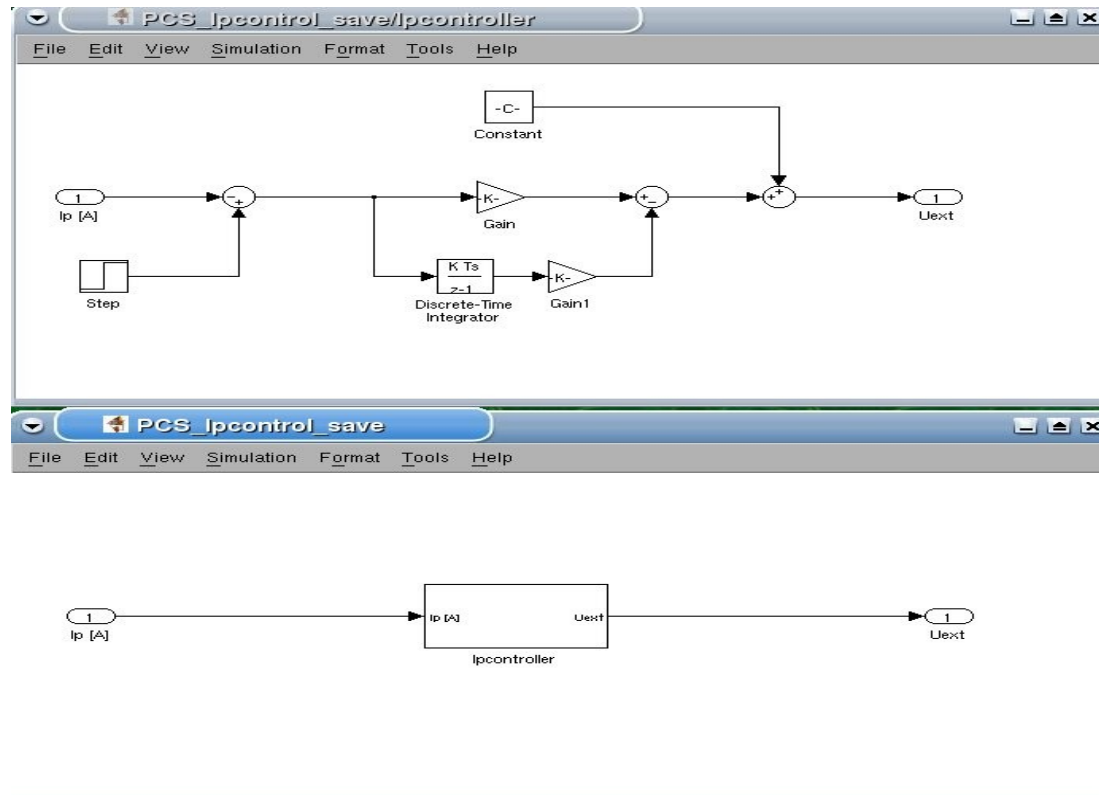 PCS_Ipcontrol_save/Ipcontroller
File Edit View Simulation Format Tools Help
-C-
Constant
1
Ip [A]
-K-
Gain
1
Uext
Step
K Ts
z-1
Discrete-Time
Integrator
-K-
Gain1
PCS_Ipcontrol_save
File Edit View Simulation Format Tools Help
1
Ip [A]
Ip [A]
Uext
Ipcontroller
1
Uext